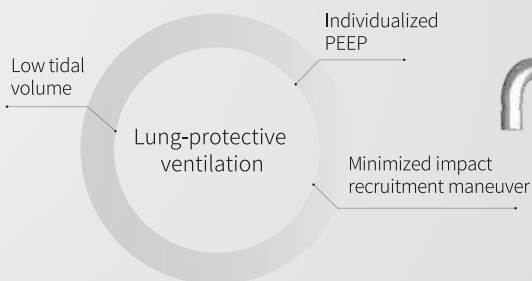 Individualized
PEEP
Low tidal
volume
Lung-protective
ventilation
Minimized impact
recruitment maneuver